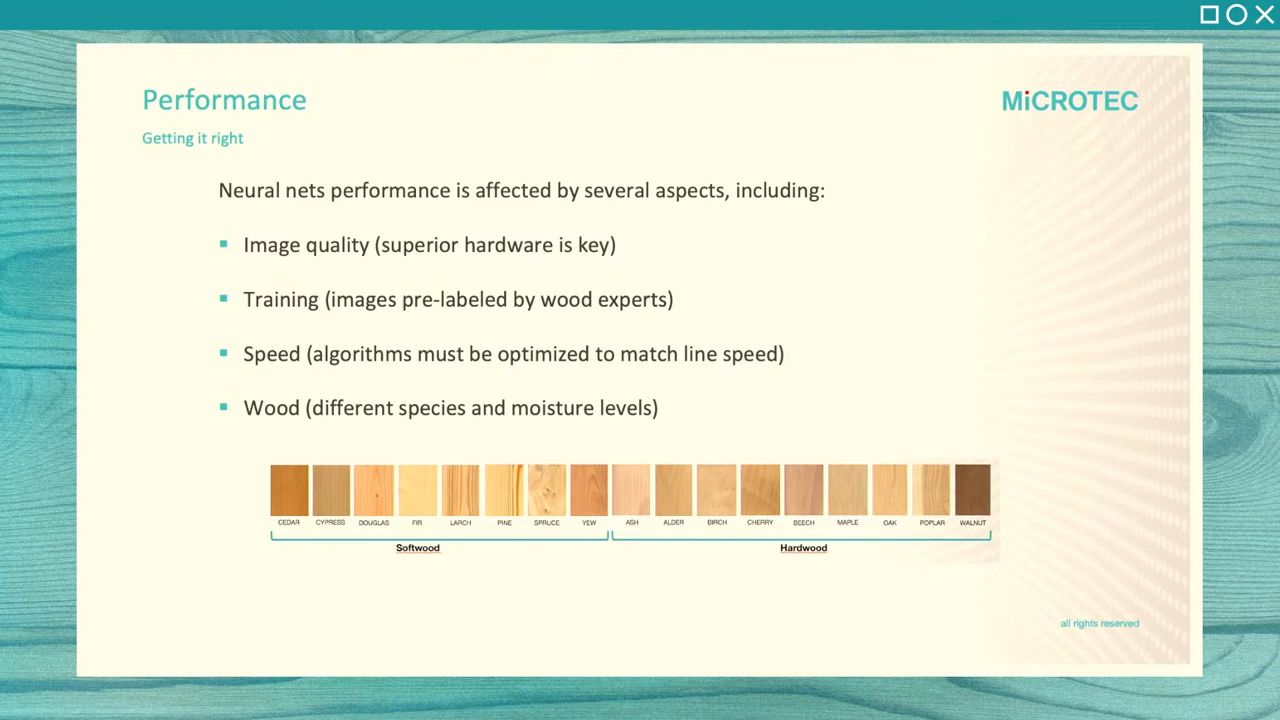 Performance
MiCROTEC
Getting it right
Neural nets performance is affected by several aspects, including:
Image quality (superior hardware is key)
Training (images pre-labeled by wood experts)
Speed (algorithms must be optimized to match line speed)
Wood (different species and moisture levels)
CEDAR CYPRESS DOUGLAS FIR LARCH PINE SPRUCE YEW ASH ALDER BIRCH CHERRY BEECH MAPLE OAK POPLAR WALNUT
Softwood Hardwood
all rights reserved